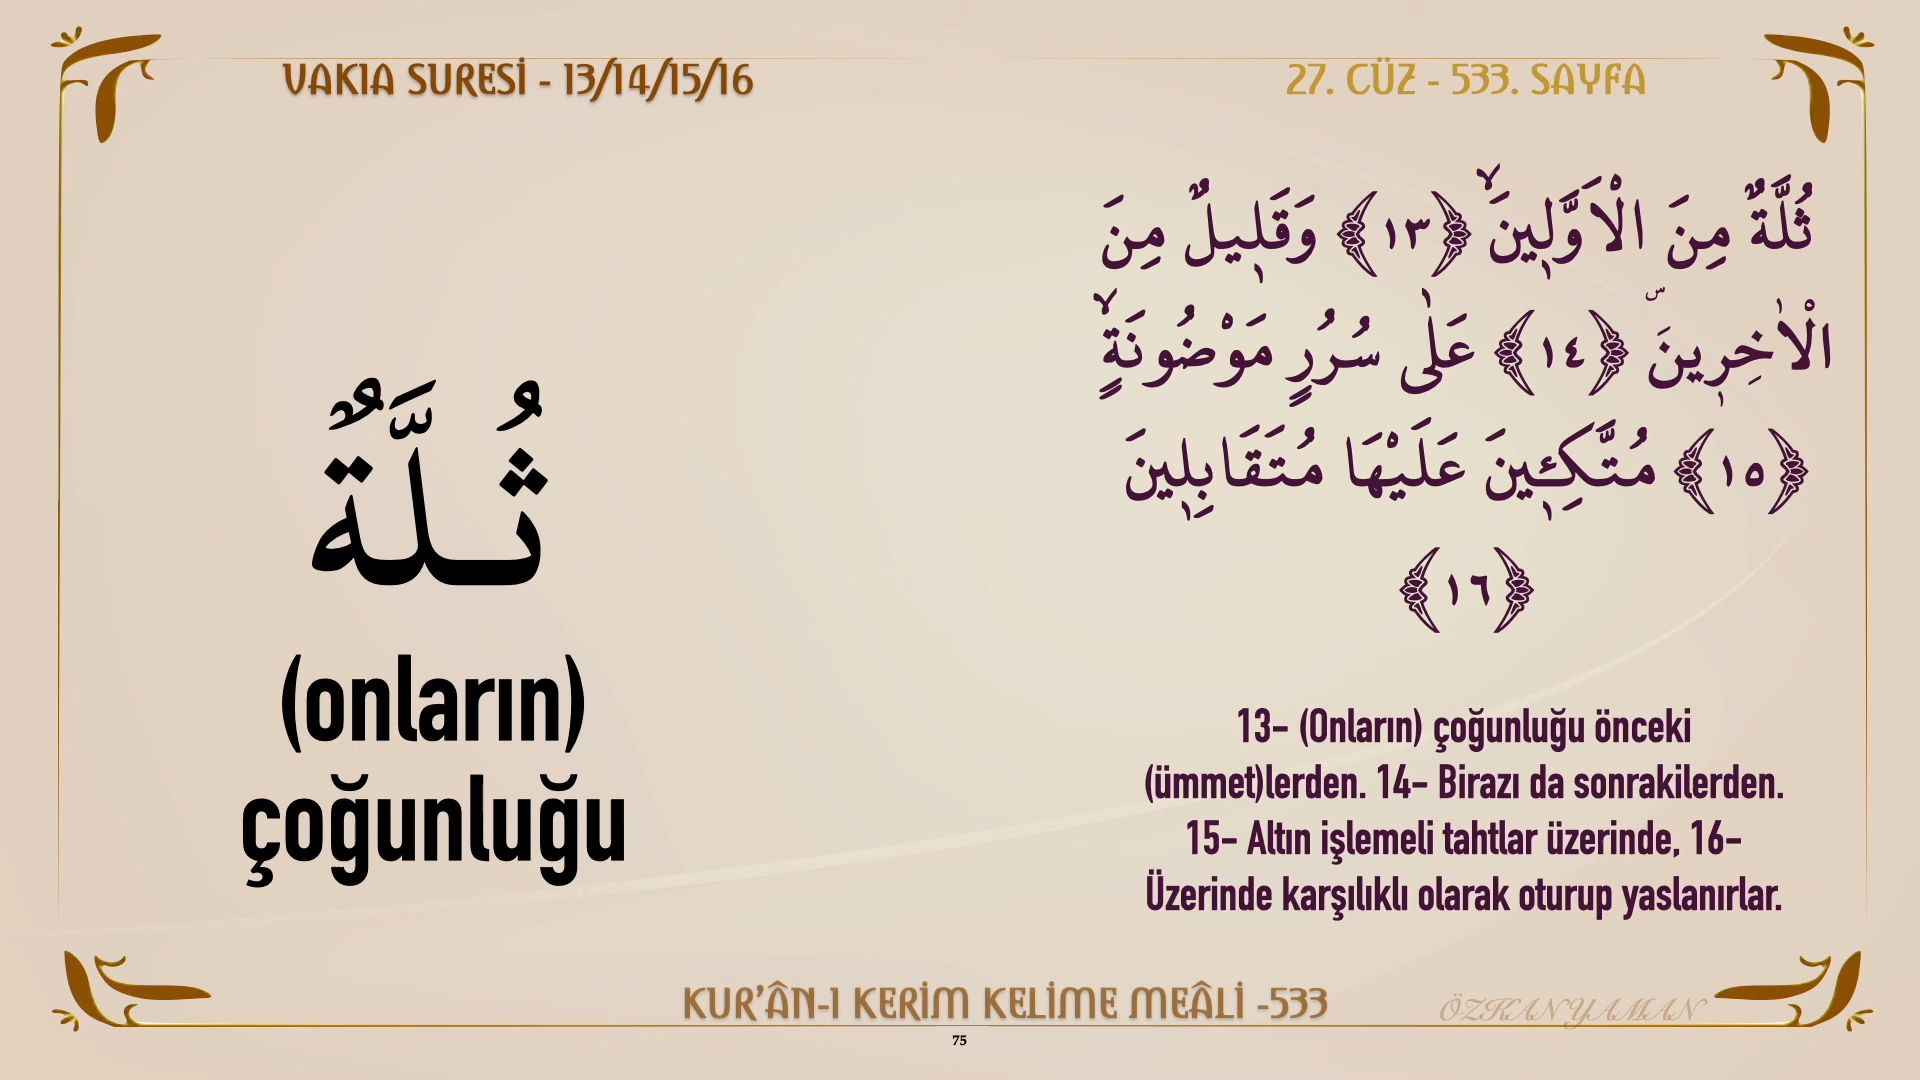 VAKIA SURESİ - 13/14/15/16
27. CÜZ - 533. SAYFA
ثُلَّةٌ مِنَ الْاَوَّل۪ينَۙ ﴿١٣﴾ وَقَل۪يلٌ مِنَ
الْاٰخِر۪ينَۜ ﴿١٤﴾ عَلٰى سُرُرٍ مَوْضُونَةٍۙ
﴿١٥﴾ مُتَّكِـ۪ٔينَ عَلَيْهَا مُتَقَابِل۪ينَ
﴿١٦﴾
ثُلَّةٌ
(onların)
çoğunluğu
13– (Onların) çoğunluğu önceki
(ümmet)lerden. 14– Birazı da sonrakilerden.
15– Altın işlemeli tahtlar üzerinde, 16–
Üzerinde karşılıklı olarak oturup yaslanırlar.
KUR'ÂN-I KERİM KELİME MEÂLİ -533
ÖZKAN YAMAN
75